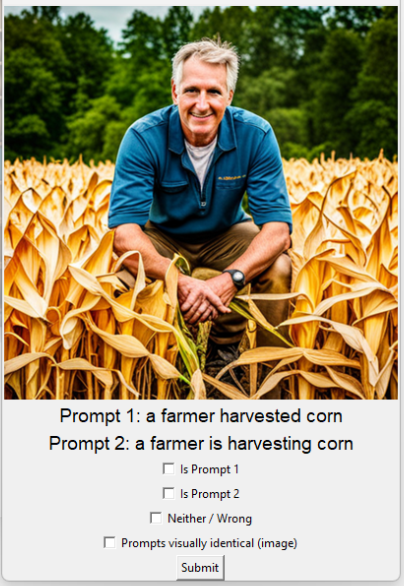 Prompt 1: a farmer harvested corn
Prompt 2: a farmer is harvesting corn
Is Prompt 1
Is Prompt 2
Neither / Wrong
Prompts visually identical (image)
Submit